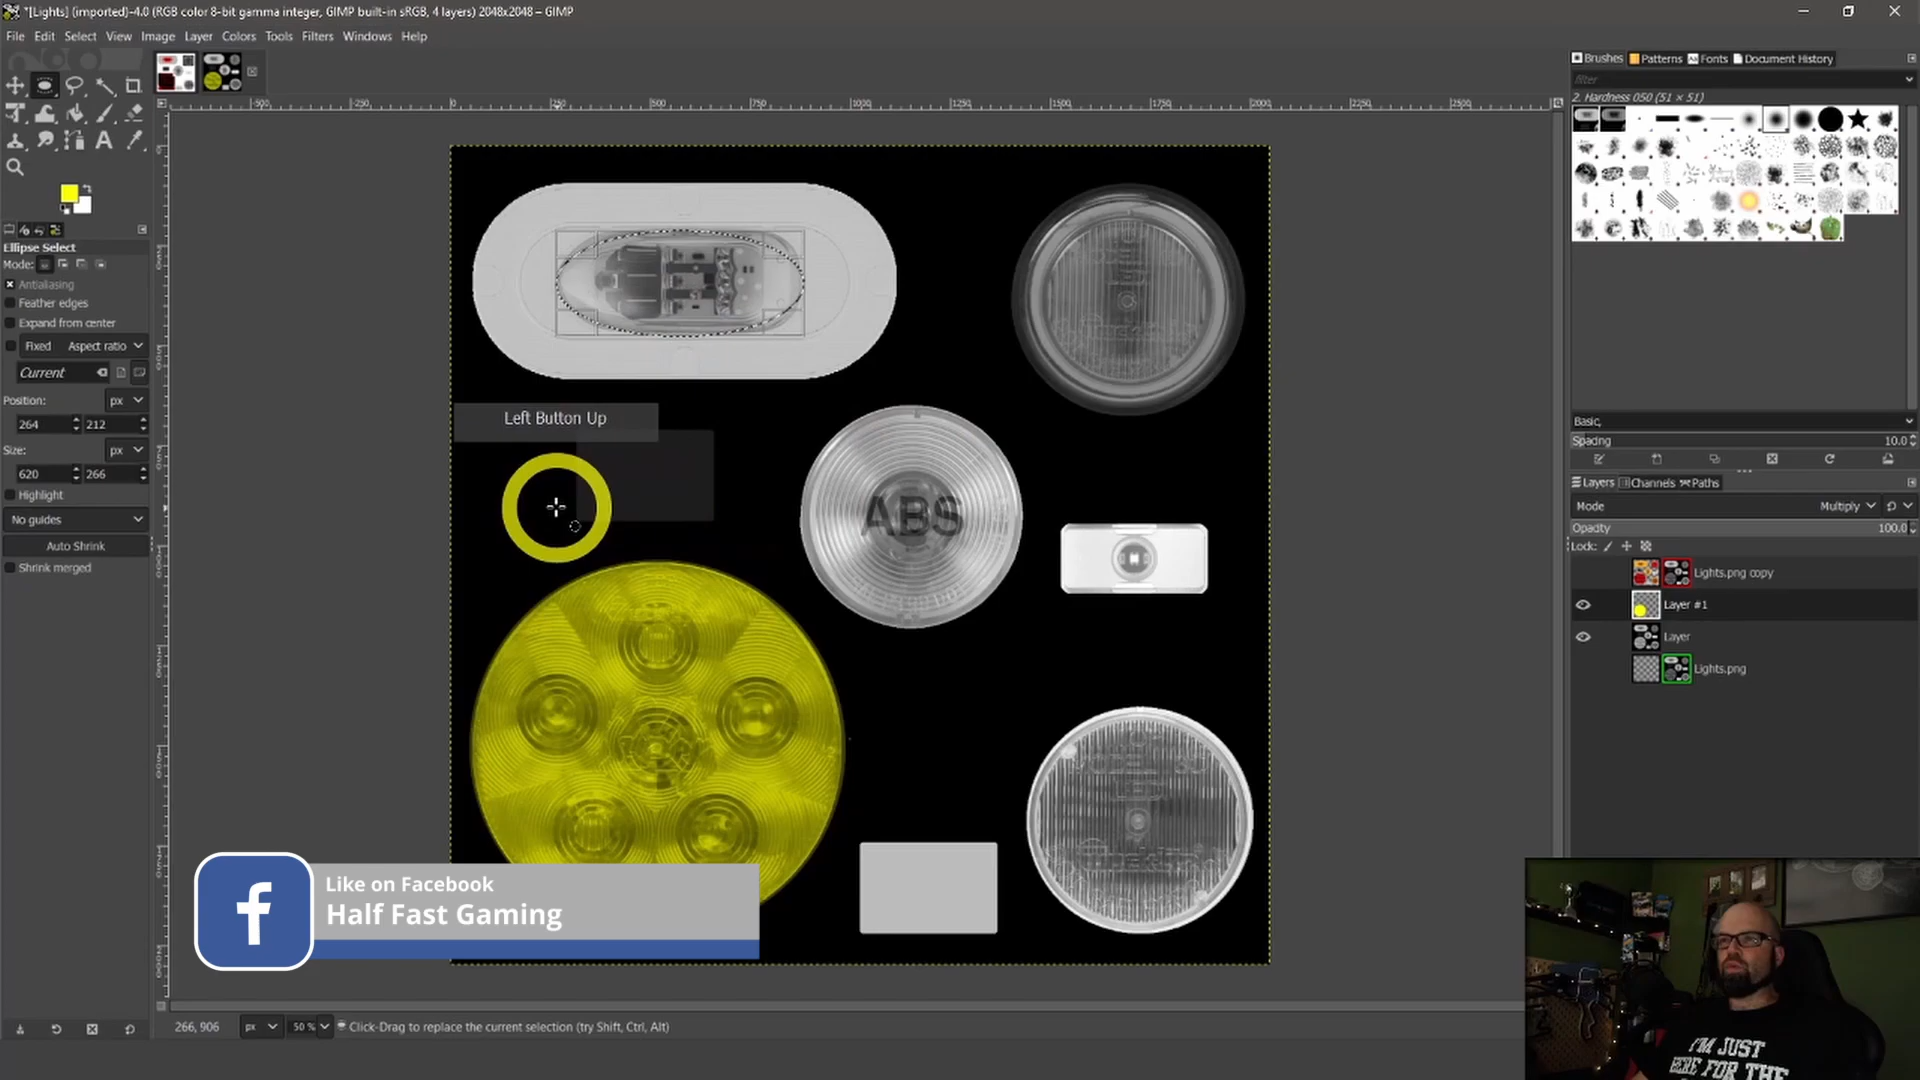 *[Lights] (imported)-4.0 (RGB color 8-bit gamma integer, GIMP built-in sRGB, 4 layers) 2048x2048 – GIMP
File Edit Select View Image Layer Colors Tools Filters Windows Help
Brushes Patterns Fonts Document History
filter
2. Hardness 050 (51 × 51)
Ellipse Select
Mode:
Antialiasing
Feather edges
Expand from center
Fixed Aspect ratio
Current
Position: px
264 212
Size: px
620 266
Highlight
No guides
Auto Shrink
Shrink merged
Left Button Up
ABS
Basic,
Spacing 10.0
Layers Channels Paths
Mode Multiply
Opacity 100.0
Lock:
Lights.png copy
Layer #1
Layer
Lights.png
Like on Facebook
Half Fast Gaming
266, 906 px 50 % Click-Drag to replace the current selection (try Shift, Ctrl, Alt)
I'M JUST
HERE FOR THE